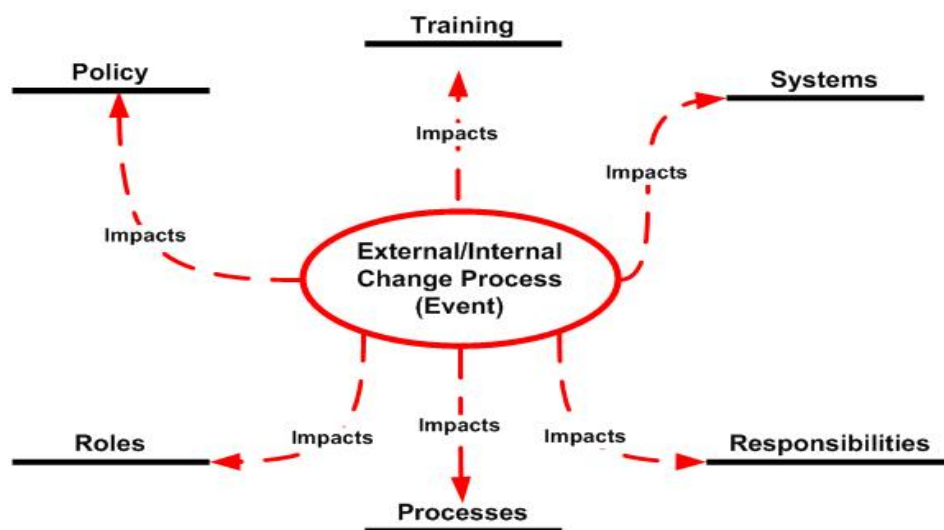 Training
Policy
Systems
Impacts
Impacts
Impacts
External/Internal
Change Process
(Event)
Roles
Impacts
Impacts
Impacts
Responsibilities
Processes